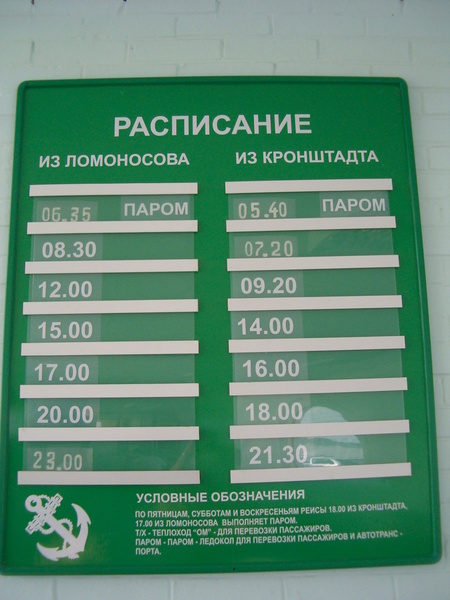 РАСПИСАНИЕ
ИЗ ЛОМОНОСОВА ИЗ КРОНШТАДТА
06.35 ПАРОМ 05.40 ПАРОМ
08.30 07.20
12.00 09.20
15.00 14.00
17.00 16.00
20.00 18.00
23.00 21.30
УСЛОВНЫЕ ОБОЗНАЧЕНИЯ
ПО ПЯТНИЦАМ, СУББОТАМ И ВОСКРЕСЕНЬЯМ РЕЙСЫ 18.00 ИЗ КРОНШТАДТА,
17.00 ИЗ ЛОМОНОСОВА ВЫПОЛНЯЕТ ПАРОМ.
Т/Х - ТЕПЛОХОД "ОМ" - ДЛЯ ПЕРЕВОЗКИ ПАССАЖИРОВ.
ПАРОМ - ПАРОМ - ЛЕДОКОЛ ДЛЯ ПЕРЕВОЗКИ ПАССАЖИРОВ И АВТОТРАНС-
ПОРТА.